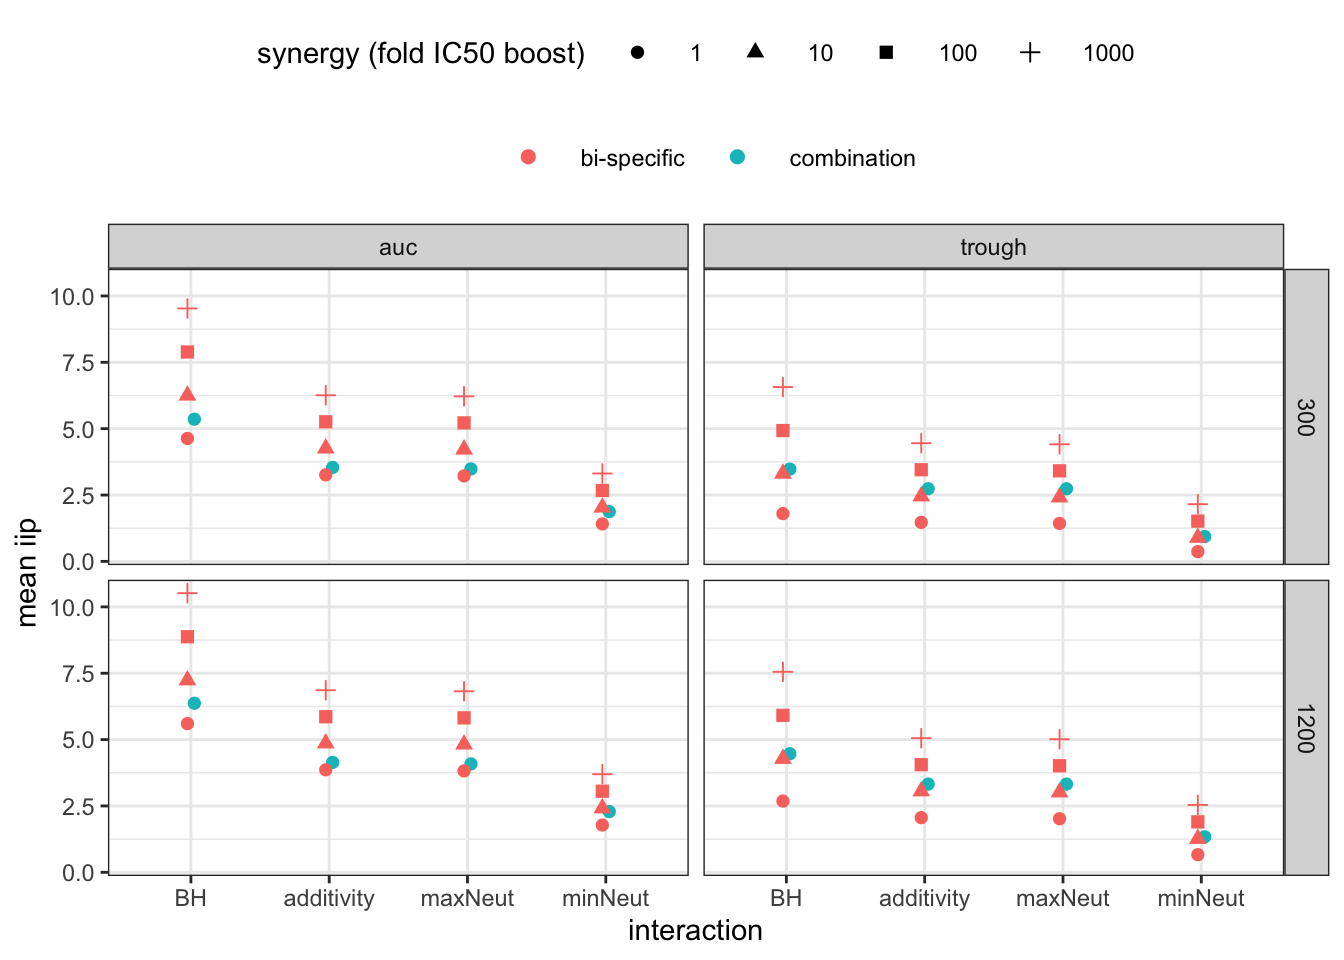 synergy (fold IC50 boost) 1 10 100 1000
bi-specific combination
auc trough
10.0
7.5
5.0
2.5
0.0
300
10.0
7.5
5.0
2.5
0.0
1200
mean iip
BH additivity maxNeut minNeut BH additivity maxNeut minNeut
interaction